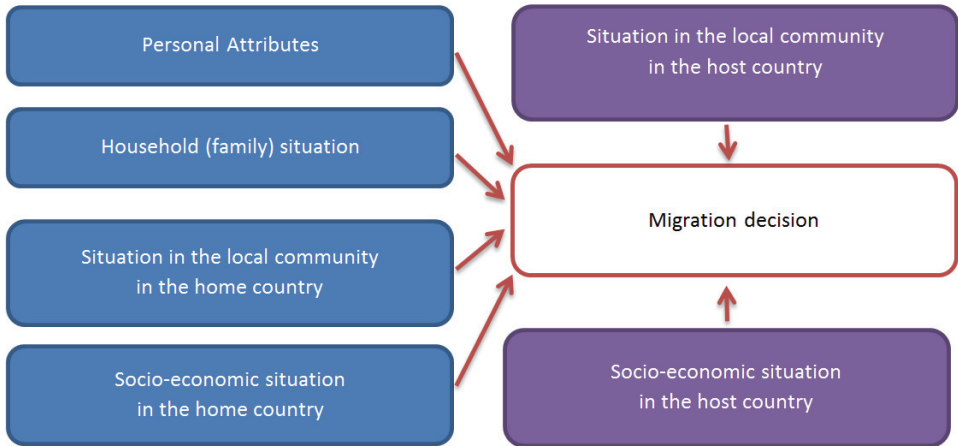 Personal Attributes
Household (family) situation
Situation in the local community
in the home country
Socio-economic situation
in the home country
Situation in the local community
in the host country
Migration decision
Socio-economic situation
in the host country